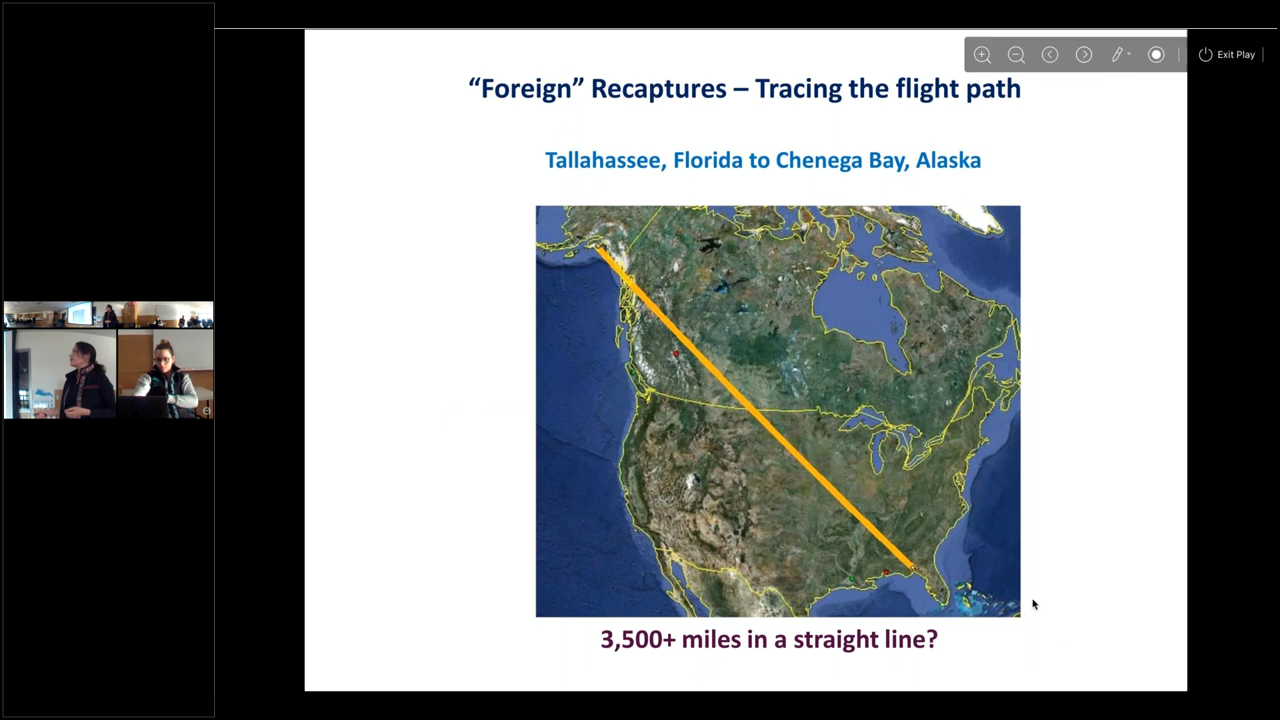 Exit Play
“Foreign” Recaptures – Tracing the flight path
Tallahassee, Florida to Chenega Bay, Alaska
3,500+ miles in a straight line?